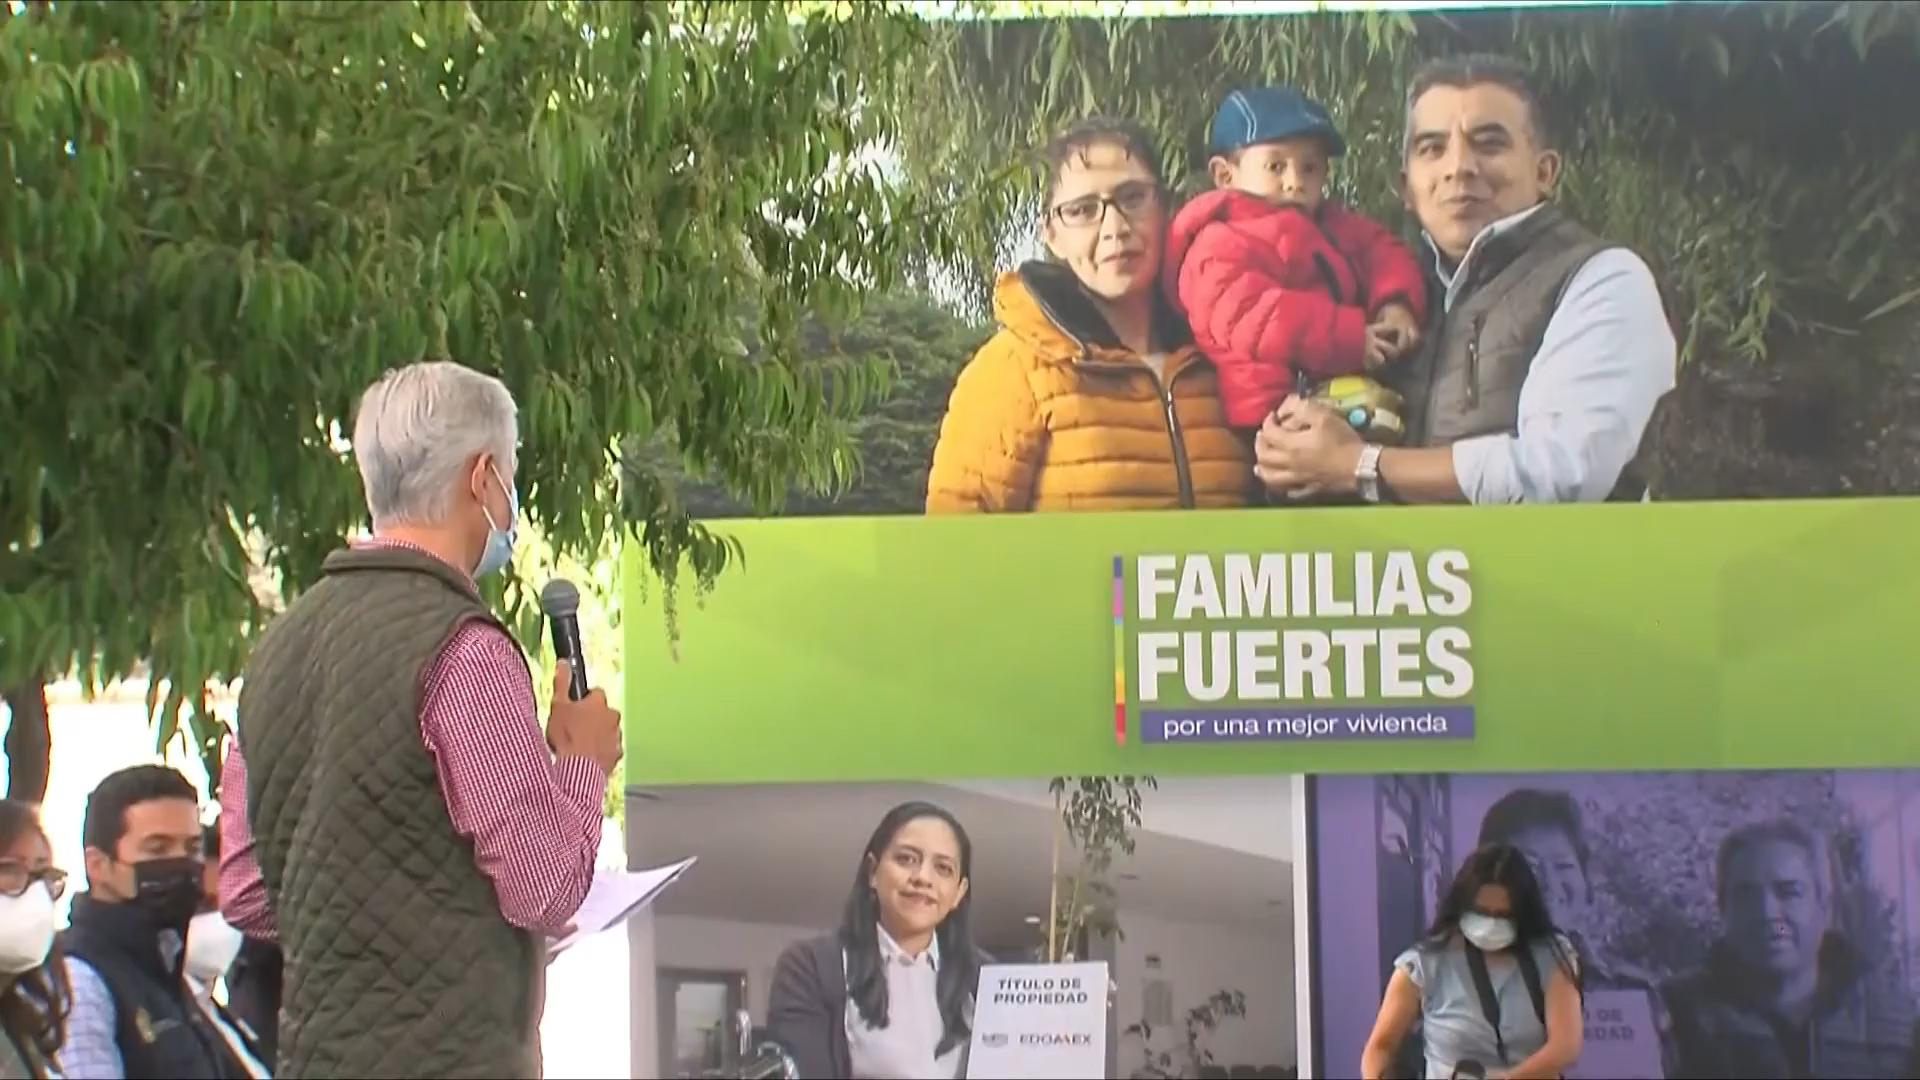 FAMILIAS
FUERTES
por una mejor vivienda
TÍTULO DE
PROPIEDAD
EDOMEX